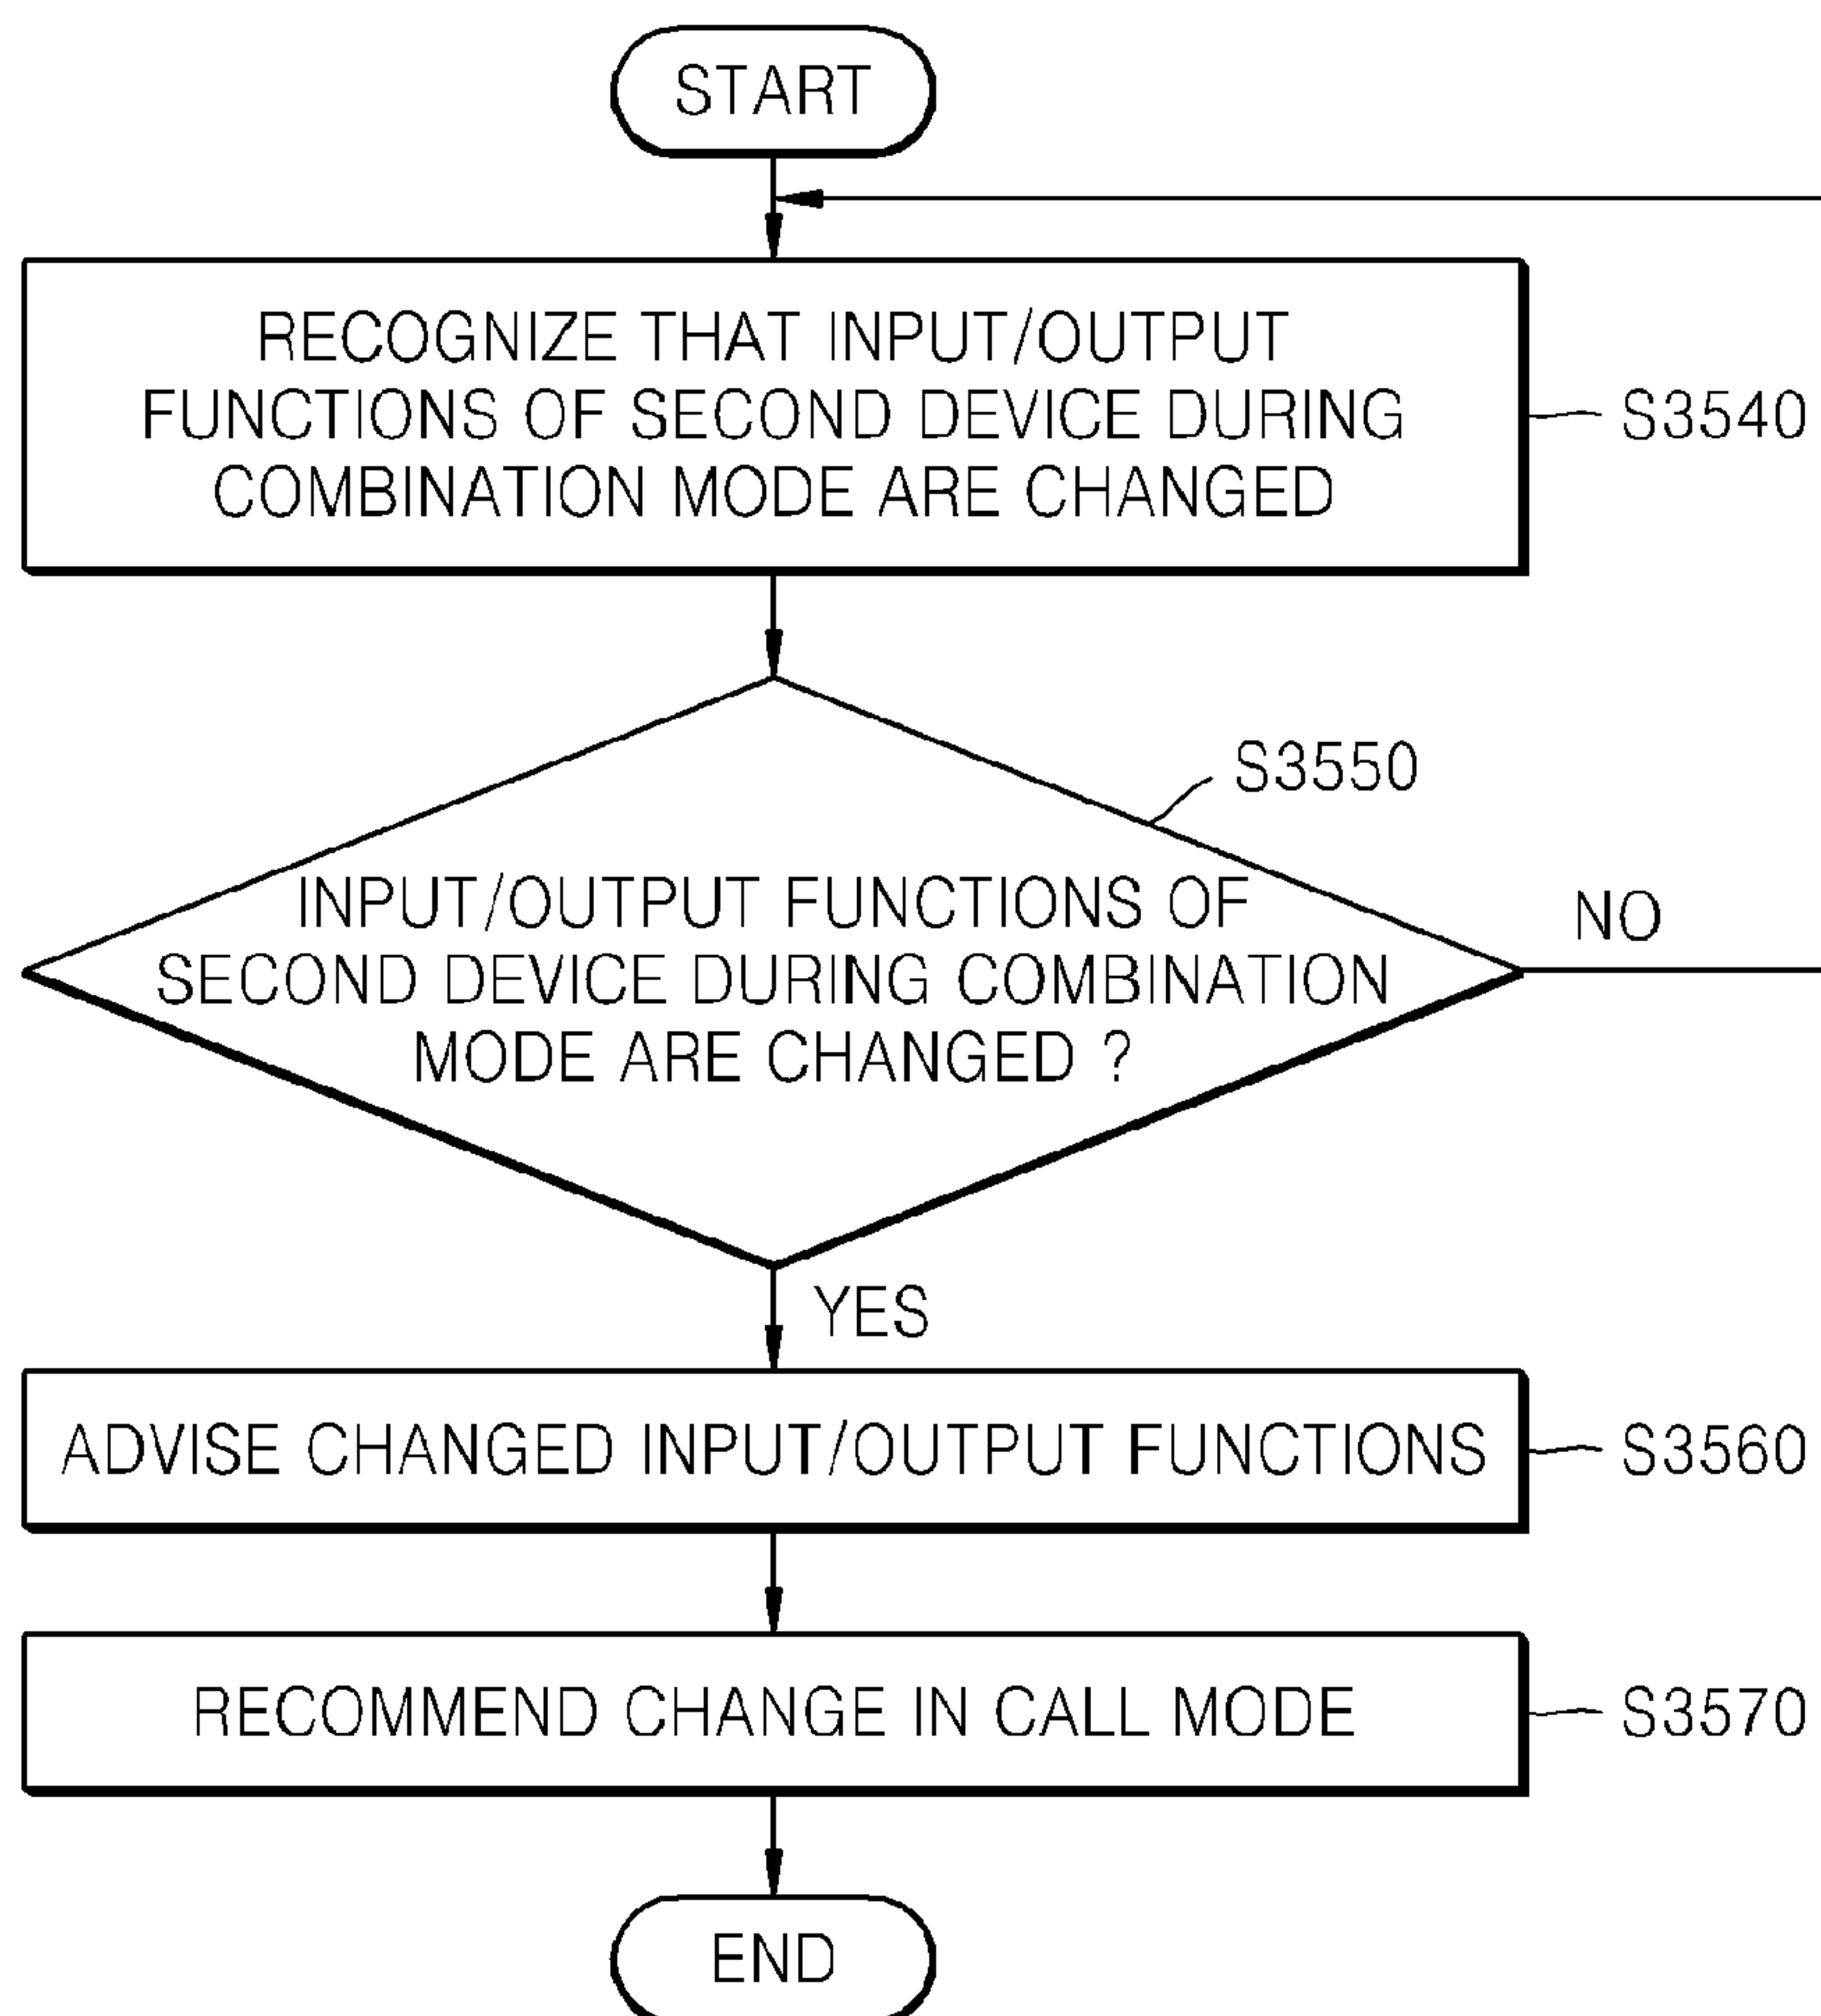 START
RECOGNIZE THAT INPUT/OUTPUT
FUNCTIONS OF SECOND DEVICE DURING
COMBINATION MODE ARE CHANGED
S3540
S3550
INPUT/OUTPUT FUNCTIONS OF
SECOND DEVICE DURING COMBINATION
MODE ARE CHANGED ?
NO
YES
ADVISE CHANGED INPUT/OUTPUT FUNCTIONS
S3560
RECOMMEND CHANGE IN CALL MODE
S3570
END